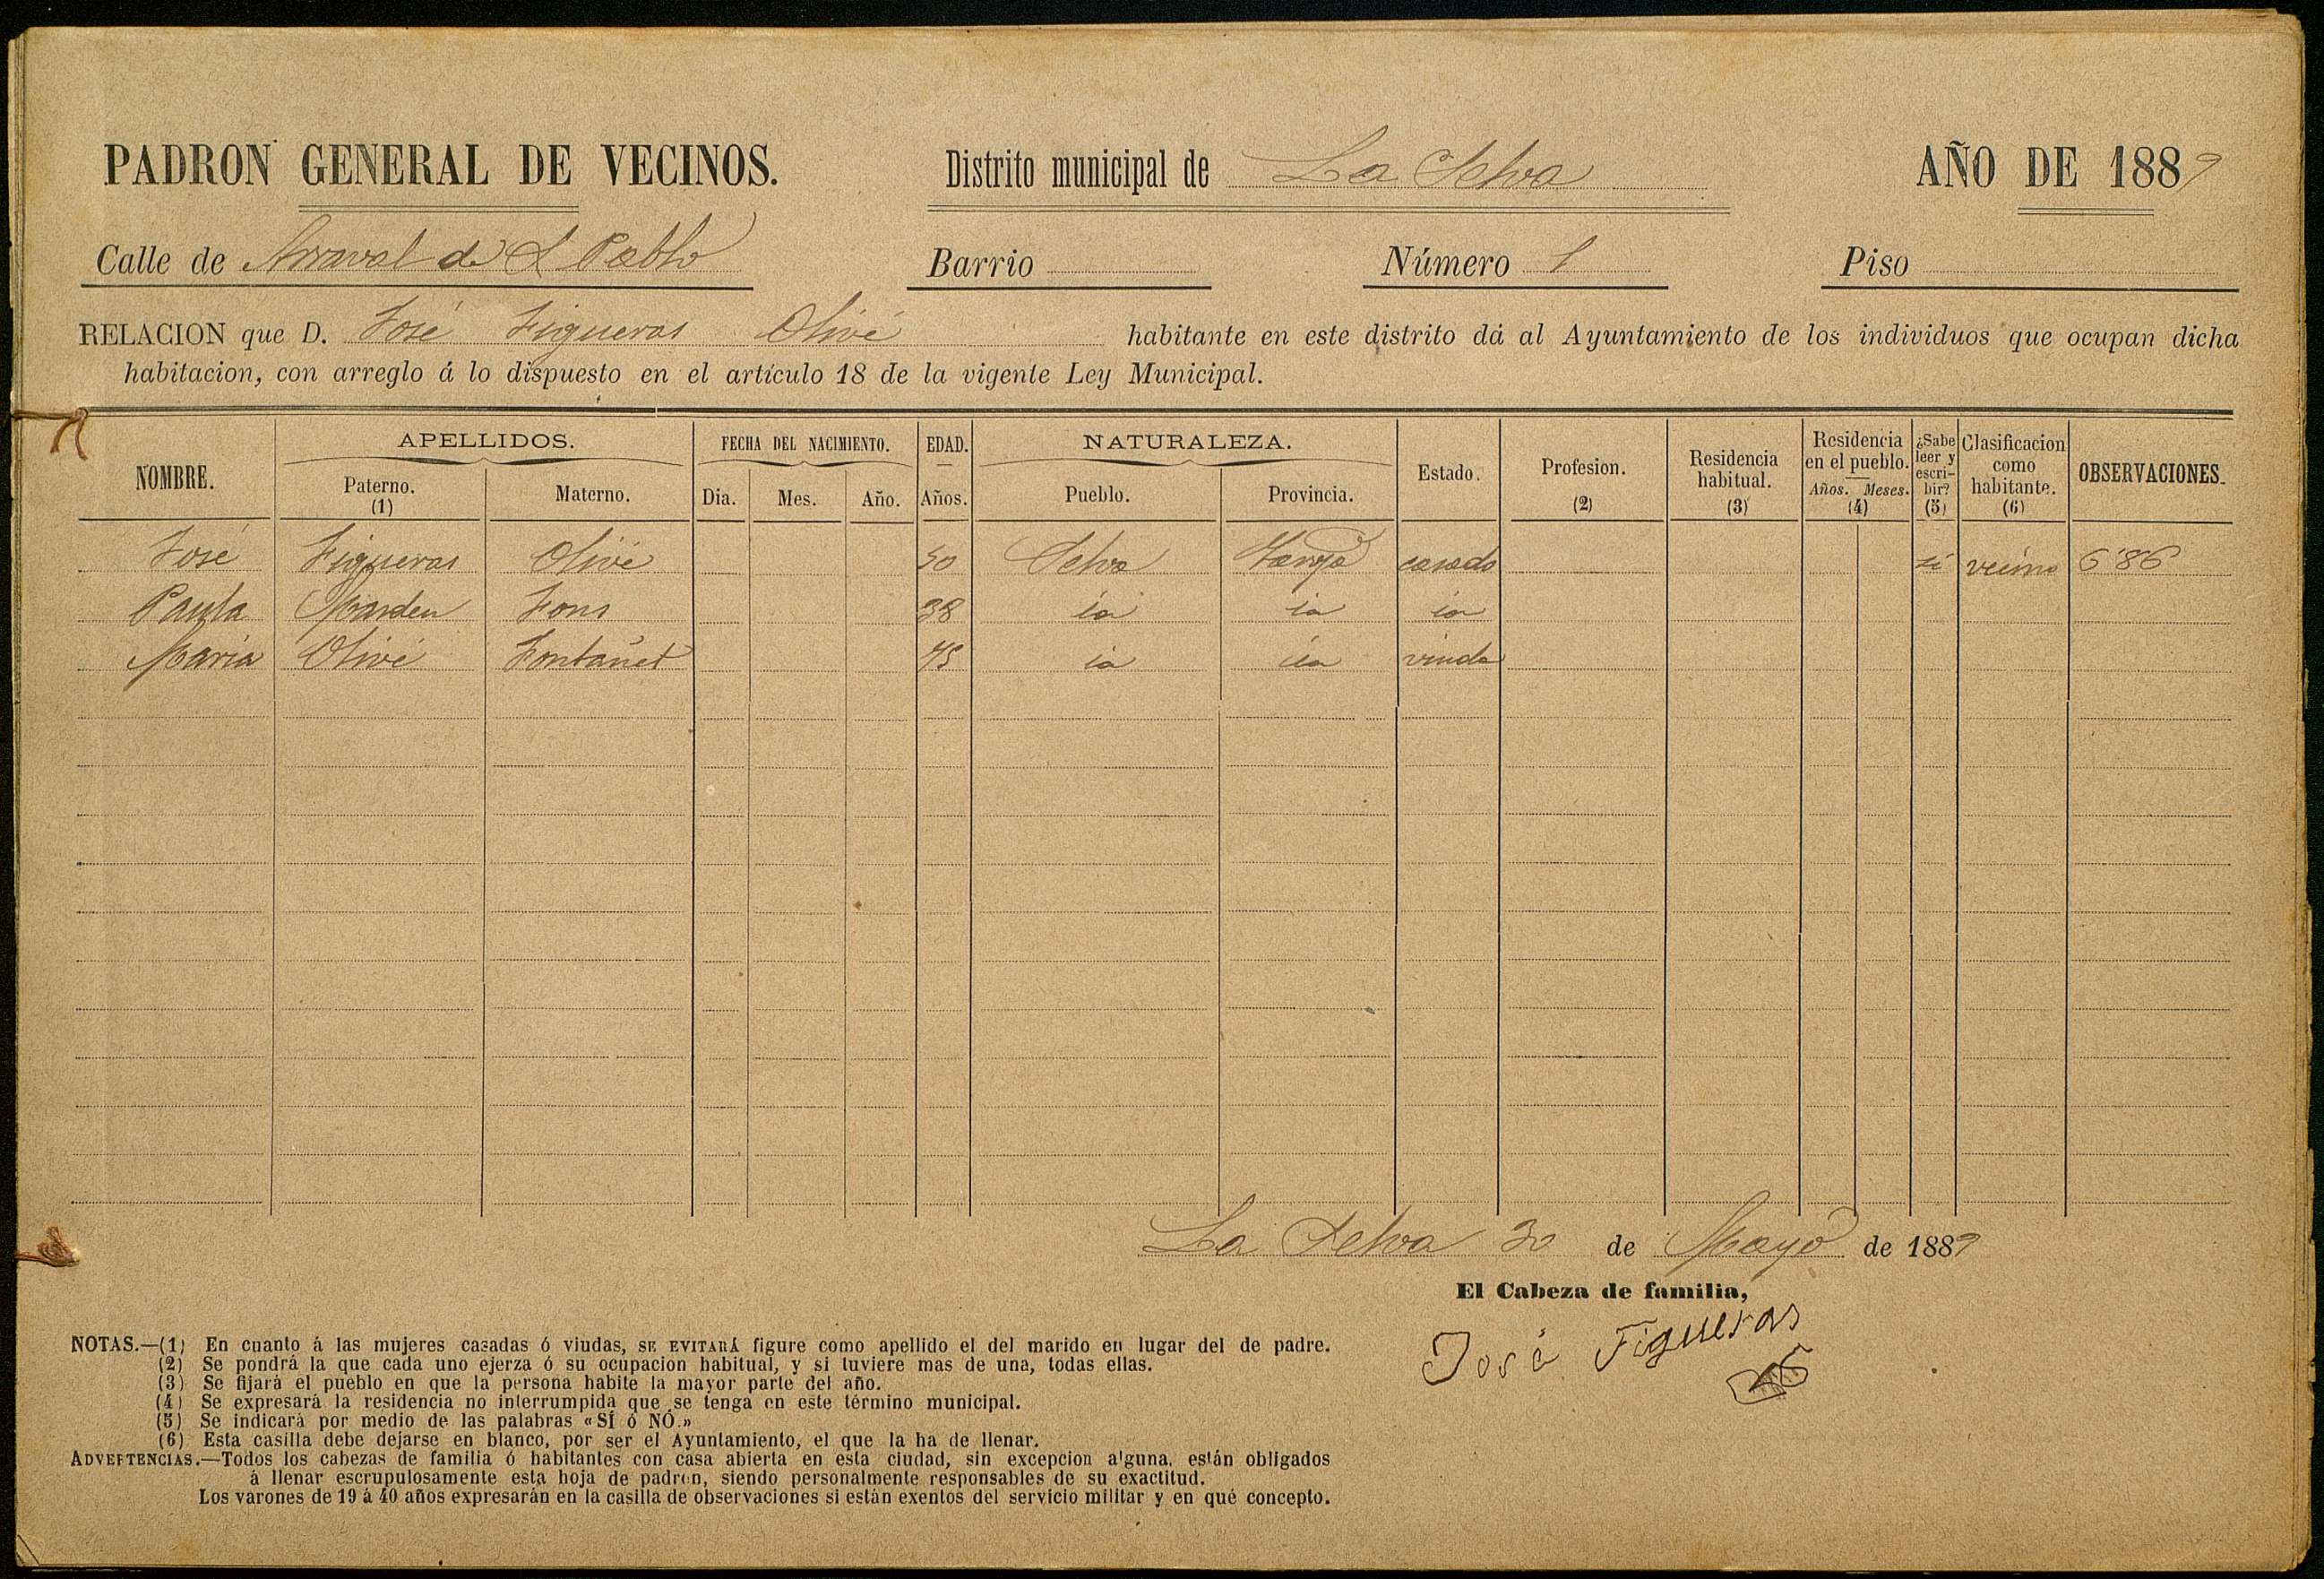 PADRON GENERAL DE VECINOS. Distrito municipal de La Selva AÑO DE 1889
Calle de Arraval de S Pablo Barrio Número 1 Piso
RELACION que D. José Figueras Olivé habitante en este distrito dá al Ayuntamiento de los individuos que ocupan dicha
habitacion, con arreglo á lo dispuesto en el artículo 18 de la vigente Ley Municipal.
NOMBRE. APELLIDOS. Paterno. (1) Materno. FECHA DEL NACIMIENTO. Dia. Mes. Año. EDAD. Años. NATURALEZA. Pueblo. Provincia. Estado. Profesion. (2) Residencia habitual. (3) Residencia en el pueblo. Años. Meses. (4) ¿Sabe leer y escribir? (5) Clasificacion como habitante. (6) OBSERVACIONES.
José Figueras Olivé 50 Selva casado si vecino 6'86
Paula Fons 38 id id id
Maria Olivé Fontanet 75 id id viuda
La Selva 30 de Mayo de 1889
El Cabeza de familia,
José Figueras
NOTAS.—(1) En cuanto á las mujeres casadas ó viudas, SE EVITARÁ figure como apellido el del marido en lugar del de padre.
(2) Se pondrá la que cada uno ejerza ó su ocupacion habitual, y si tuviere mas de una, todas ellas.
(3) Se fijará el pueblo en que la persona habite la mayor parte del año.
(4) Se expresará la residencia no interrumpida que se tenga en este término municipal.
(5) Se indicará por medio de las palabras «SÍ ó NÓ.»
(6) Esta casilla debe dejarse en blanco, por ser el Ayuntamiento, el que la ha de llenar.
ADVERTENCIAS.—Todos los cabezas de familia ó habitantes con casa abierta en esta ciudad, sin excepcion alguna, están obligados
á llenar escrupulosamente esta hoja de padron, siendo personalmente responsables de su exactitud.
Los varones de 19 á 40 años expresarán en la casilla de observaciones si están exentos del servicio militar y en qué concepto.